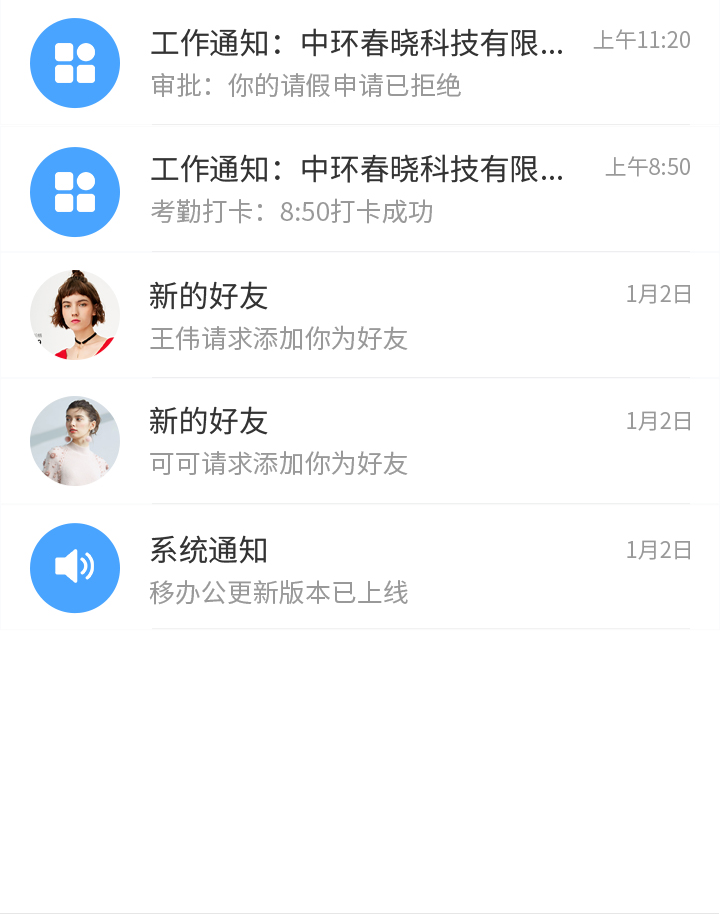 工作通知：中环春晓科技有限...
上午11:20
审批：你的请假申请已拒绝
工作通知：中环春晓科技有限...
上午8:50
考勤打卡：8:50打卡成功
新的好友
1月2日
王伟请求添加你为好友
新的好友
1月2日
可可请求添加你为好友
系统通知
1月2日
移办公更新版本已上线